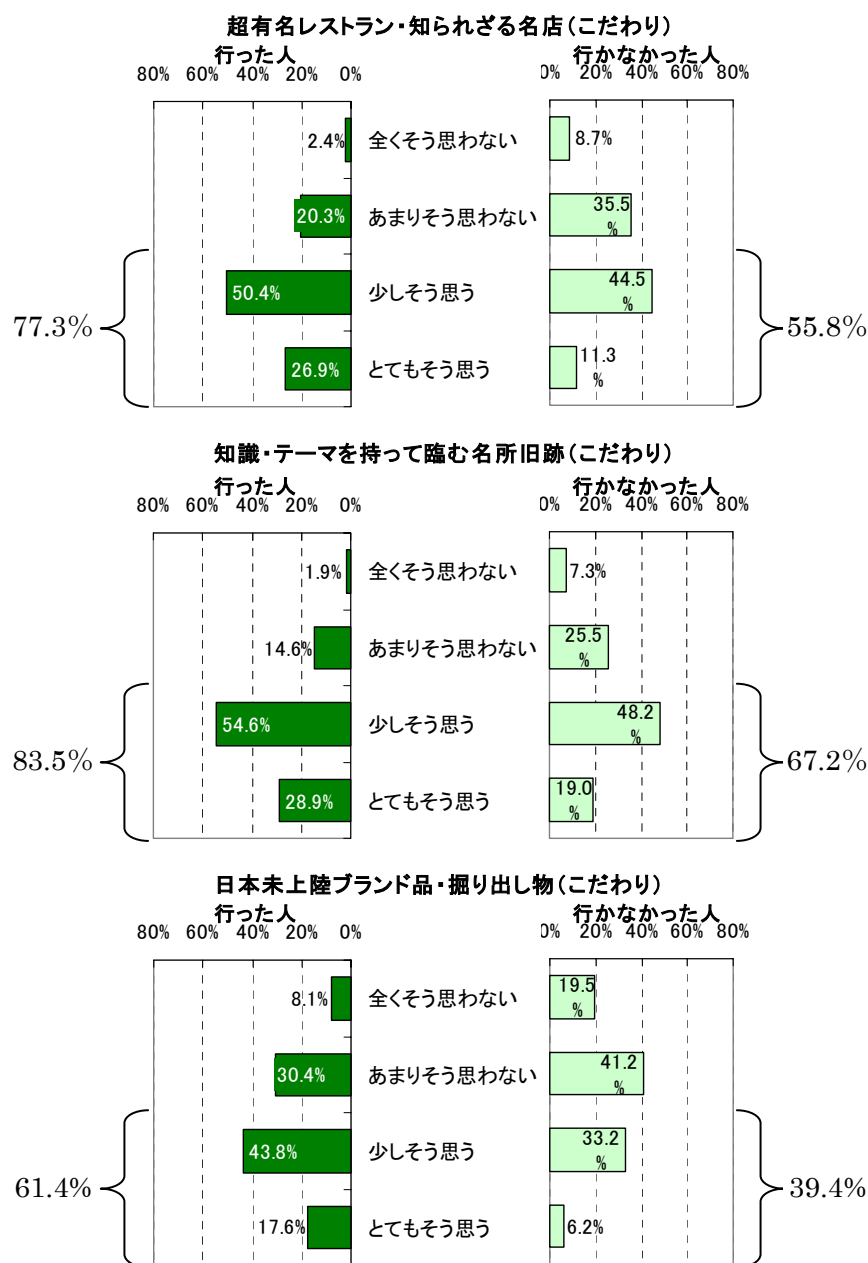 超有名レストラン・知られざる名店（こだわり）
行った人 行かなかった人
80% 60% 40% 20% 0% 0% 20% 40% 60% 80%
2.4% 全くそう思わない 8.7%
20.3% あまりそう思わない 35.5%
50.4% 少しそう思う 44.5%
77.3% 55.8%
26.9% とてもそう思う 11.3%
知識・テーマを持って臨む名所旧跡（こだわり）
行った人 行かなかった人
80% 60% 40% 20% 0% 0% 20% 40% 60% 80%
1.9% 全くそう思わない 7.3%
14.6% あまりそう思わない 25.5%
54.6% 少しそう思う 48.2%
83.5% 67.2%
28.9% とてもそう思う 19.0%
日本未上陸ブランド品・掘り出し物（こだわり）
行った人 行かなかった人
80% 60% 40% 20% 0% 0% 20% 40% 60% 80%
8.1% 全くそう思わない 19.5%
30.4% あまりそう思わない 41.2%
43.8% 少しそう思う 33.2%
61.4% 39.4%
17.6% とてもそう思う 6.2%